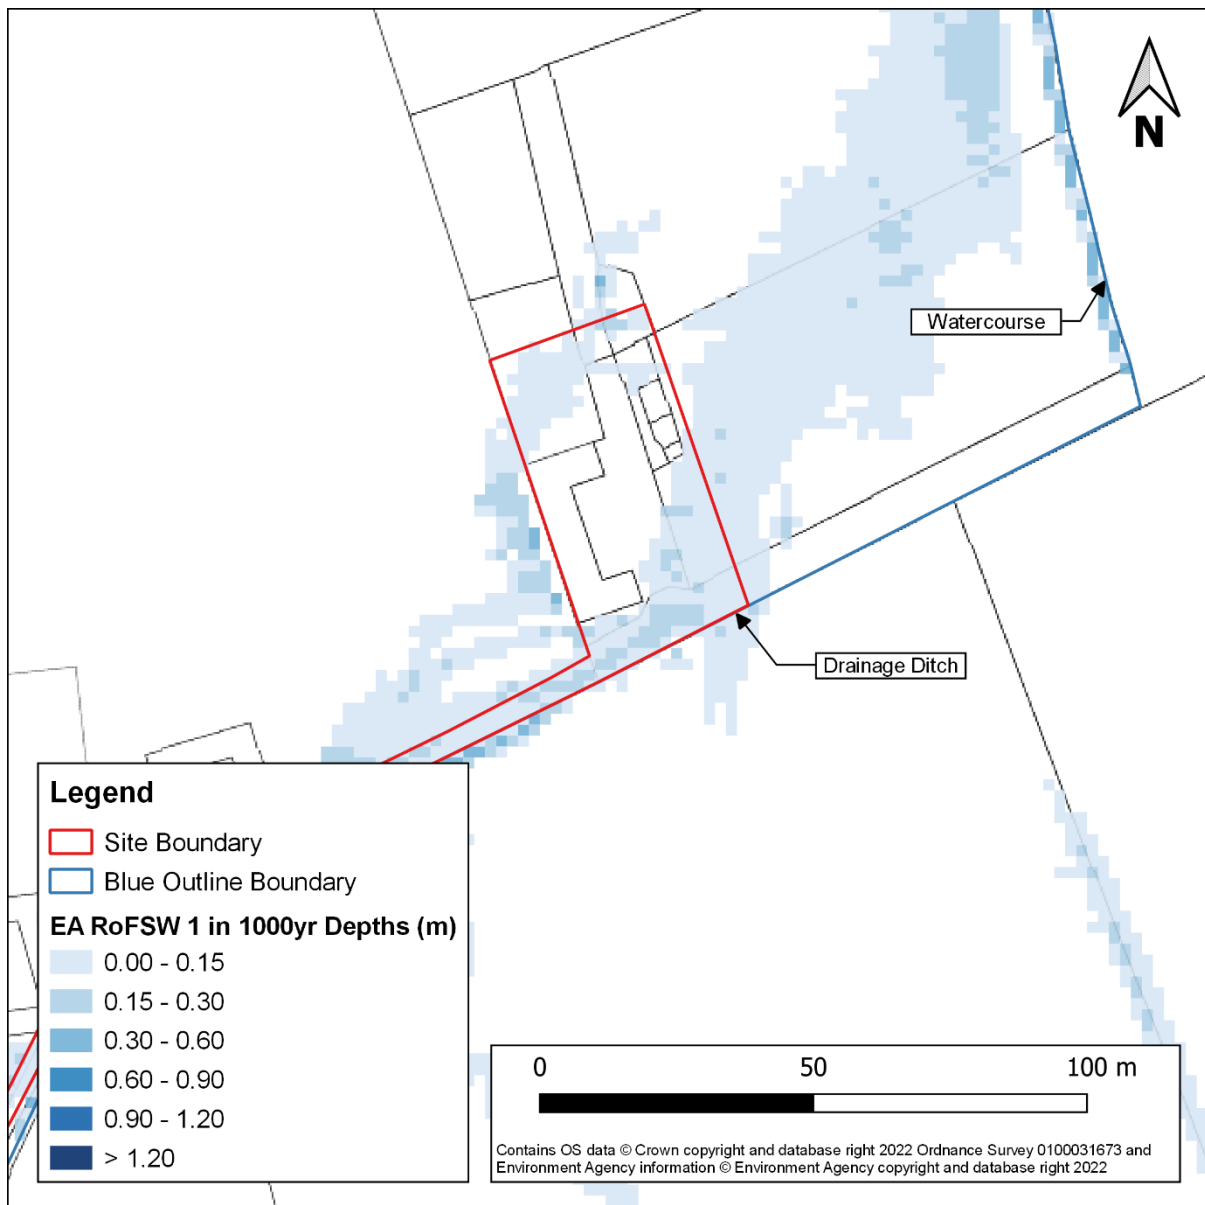 N
Watercourse
Drainage Ditch
Legend
Site Boundary
Blue Outline Boundary
EA RoFSW 1 in 1000yr Depths (m)
0.00 - 0.15
0.15 - 0.30
0.30 - 0.60
0.60 - 0.90
0.90 - 1.20
> 1.20
0 50 100 m
Contains OS data © Crown copyright and database right 2022 Ordnance Survey 0100031673 and
Environment Agency information © Environment Agency copyright and database right 2022